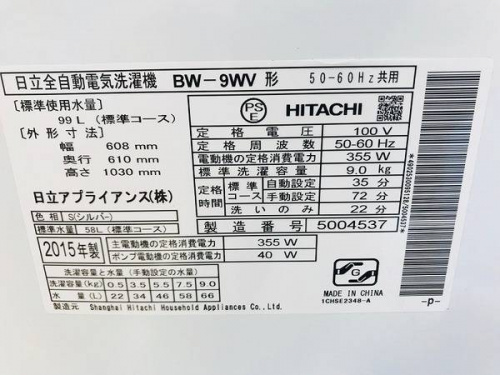 日立全自動電気洗濯機 BW-9WV 形 50-60Hz共用
[標準使用水量]
99L (標準コース)
[外形寸法]
幅 608 mm
奥行 610 mm
高さ 1030 mm
日立アプライアンス(株)
色相 S(シルバー)
標準水量 58L (標準コース)
2015年製
主電動機の定格消費電力 355 W
ポンプ電動機の定格消費電力 40 W
洗濯容量と水量 (手動設定の水量)
洗濯容量(kg) 0.5 3.5 5.5 7.5 9.0
水量(L) 22 34 46 58 66
製造元 Shanghai Hitachi Household Appliances Co., Ltd.
PSE HITACHI
定格電圧 100 V
定格周波数 50-60 Hz
電動機の定格消費電力 355 W
標準洗濯容量 9.0 kg
定格時間 自動設定 35 分
手動設定 72 分
洗いのみ 22 分
製造番号 5004537
G
MADE IN CHINA
1CHSE2348-A
-p-